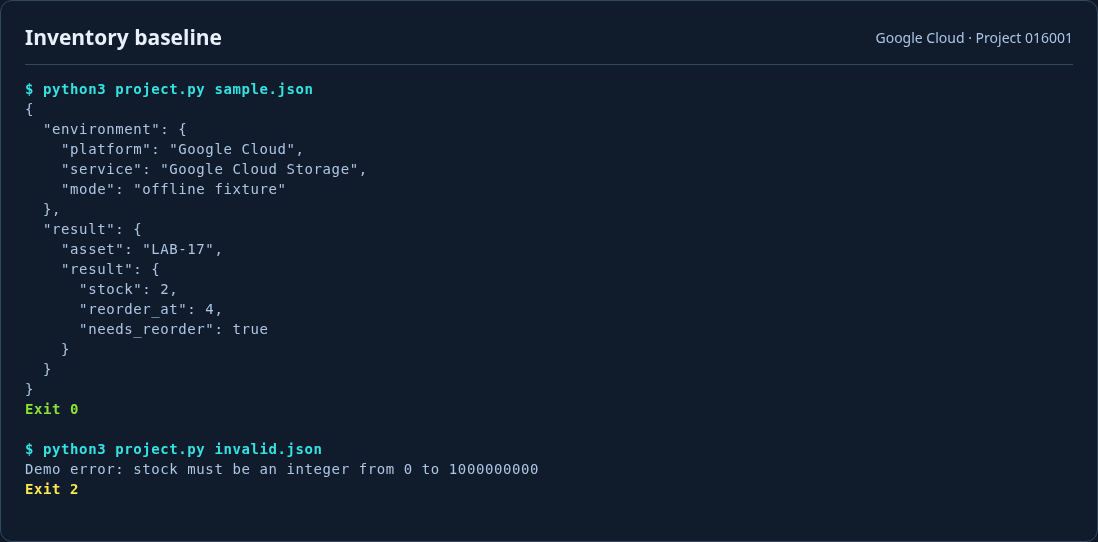 Inventory baseline
Google Cloud · Project 016001
$ python3 project.py sample.json
{
  "environment": {
    "platform": "Google Cloud",
    "service": "Google Cloud Storage",
    "mode": "offline fixture"
  },
  "result": {
    "asset": "LAB-17",
    "result": {
      "stock": 2,
      "reorder_at": 4,
      "needs_reorder": true
    }
  }
}
Exit 0
$ python3 project.py invalid.json
Demo error: stock must be an integer from 0 to 1000000000
Exit 2